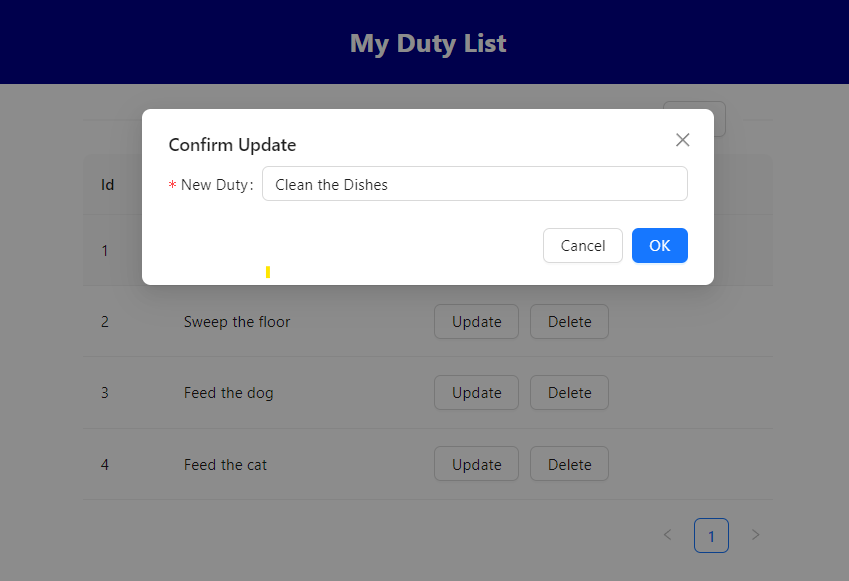 My Duty List
Confirm Update
* New Duty: Clean the Dishes
Cancel OK
Id
1
2 Sweep the floor Update Delete
3 Feed the dog Update Delete
4 Feed the cat Update Delete
< 1 >